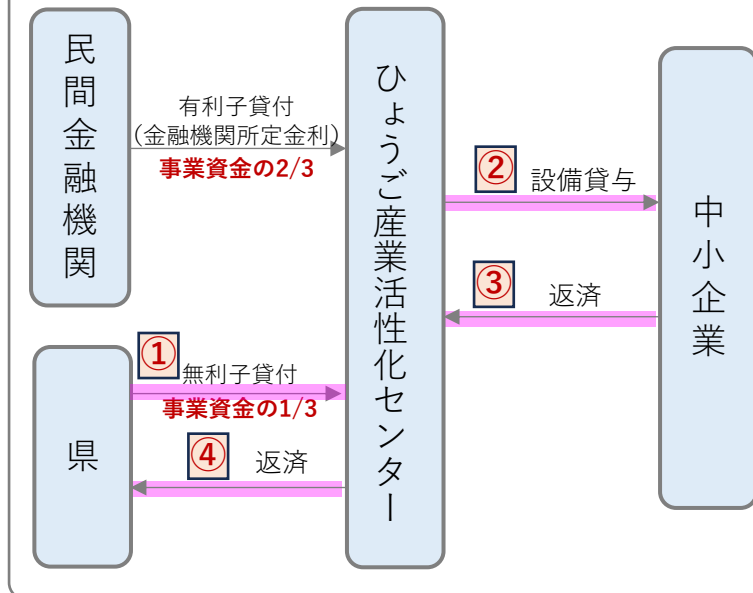 民間金融機関
有利子貸付
(金融機関所定金利)
事業資金の2/3
県
①
無利子貸付
事業資金の1/3
④ 返済
ひょうご産業活性化センター
② 設備貸与
③ 返済
中小企業